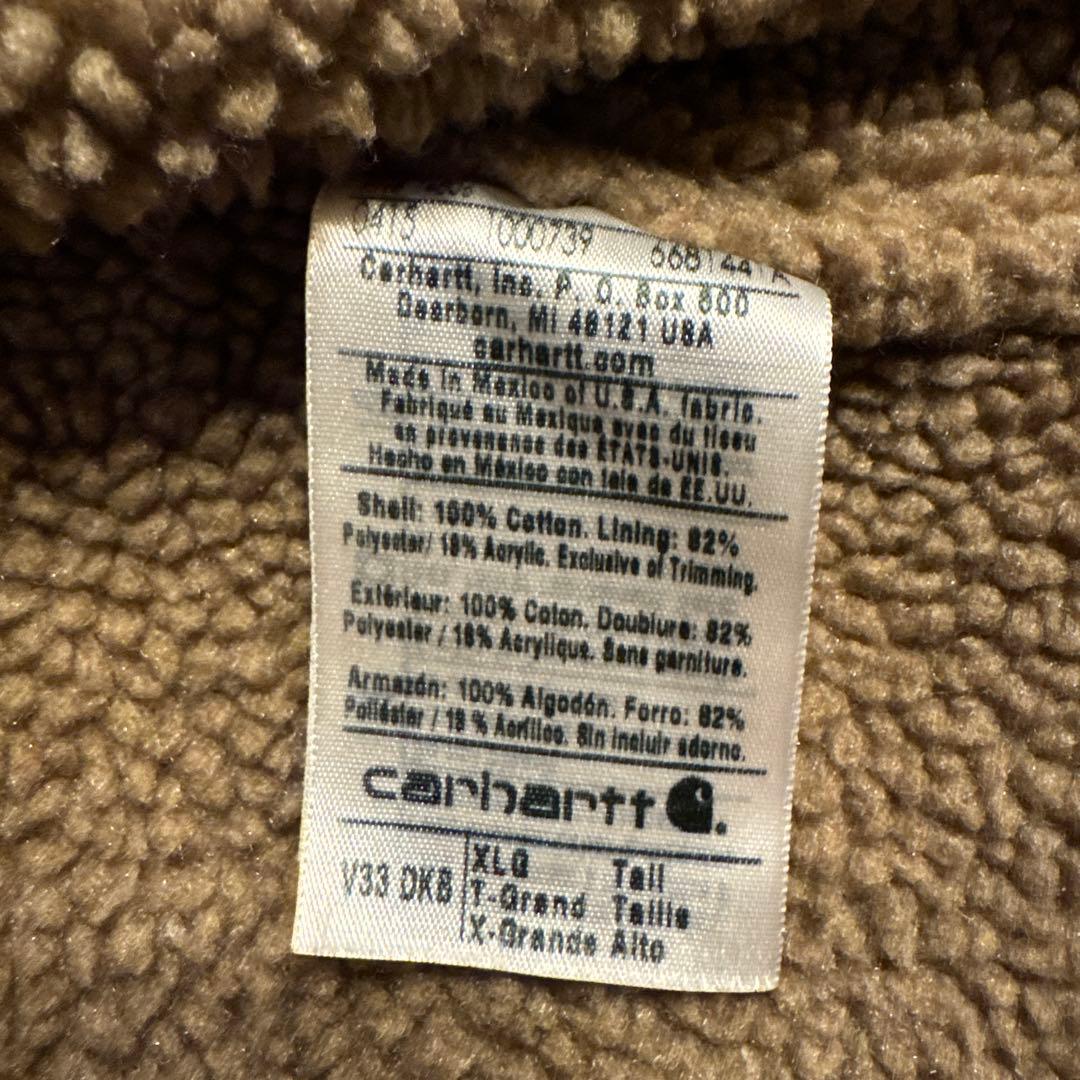 0415 1000739 668144 A
Carhartt, Inc. P. O. Box 600
Dearborn, MI 48121 USA
carhartt.com
Made in Mexico of U.S.A. fabric.
Fabriqué au Mexique avec du tissu
en provenance des ÉTATS-UNIS.
Hecho en México con tela de EE.UU.
Shell: 100% Cotton. Lining: 82%
Polyester/ 18% Acrylic. Exclusive of Trimming.
Extérieur: 100% Coton. Doublure: 82%
Polyester / 18% Acrylique. Sans garniture.
Armazón: 100% Algodón. Forro: 82%
Poliéster / 18 % Acrílico. Sin incluir adorno.
carhartt
V33 DKB
XLG Tall
T-Grand Taille
X-Grande Alto